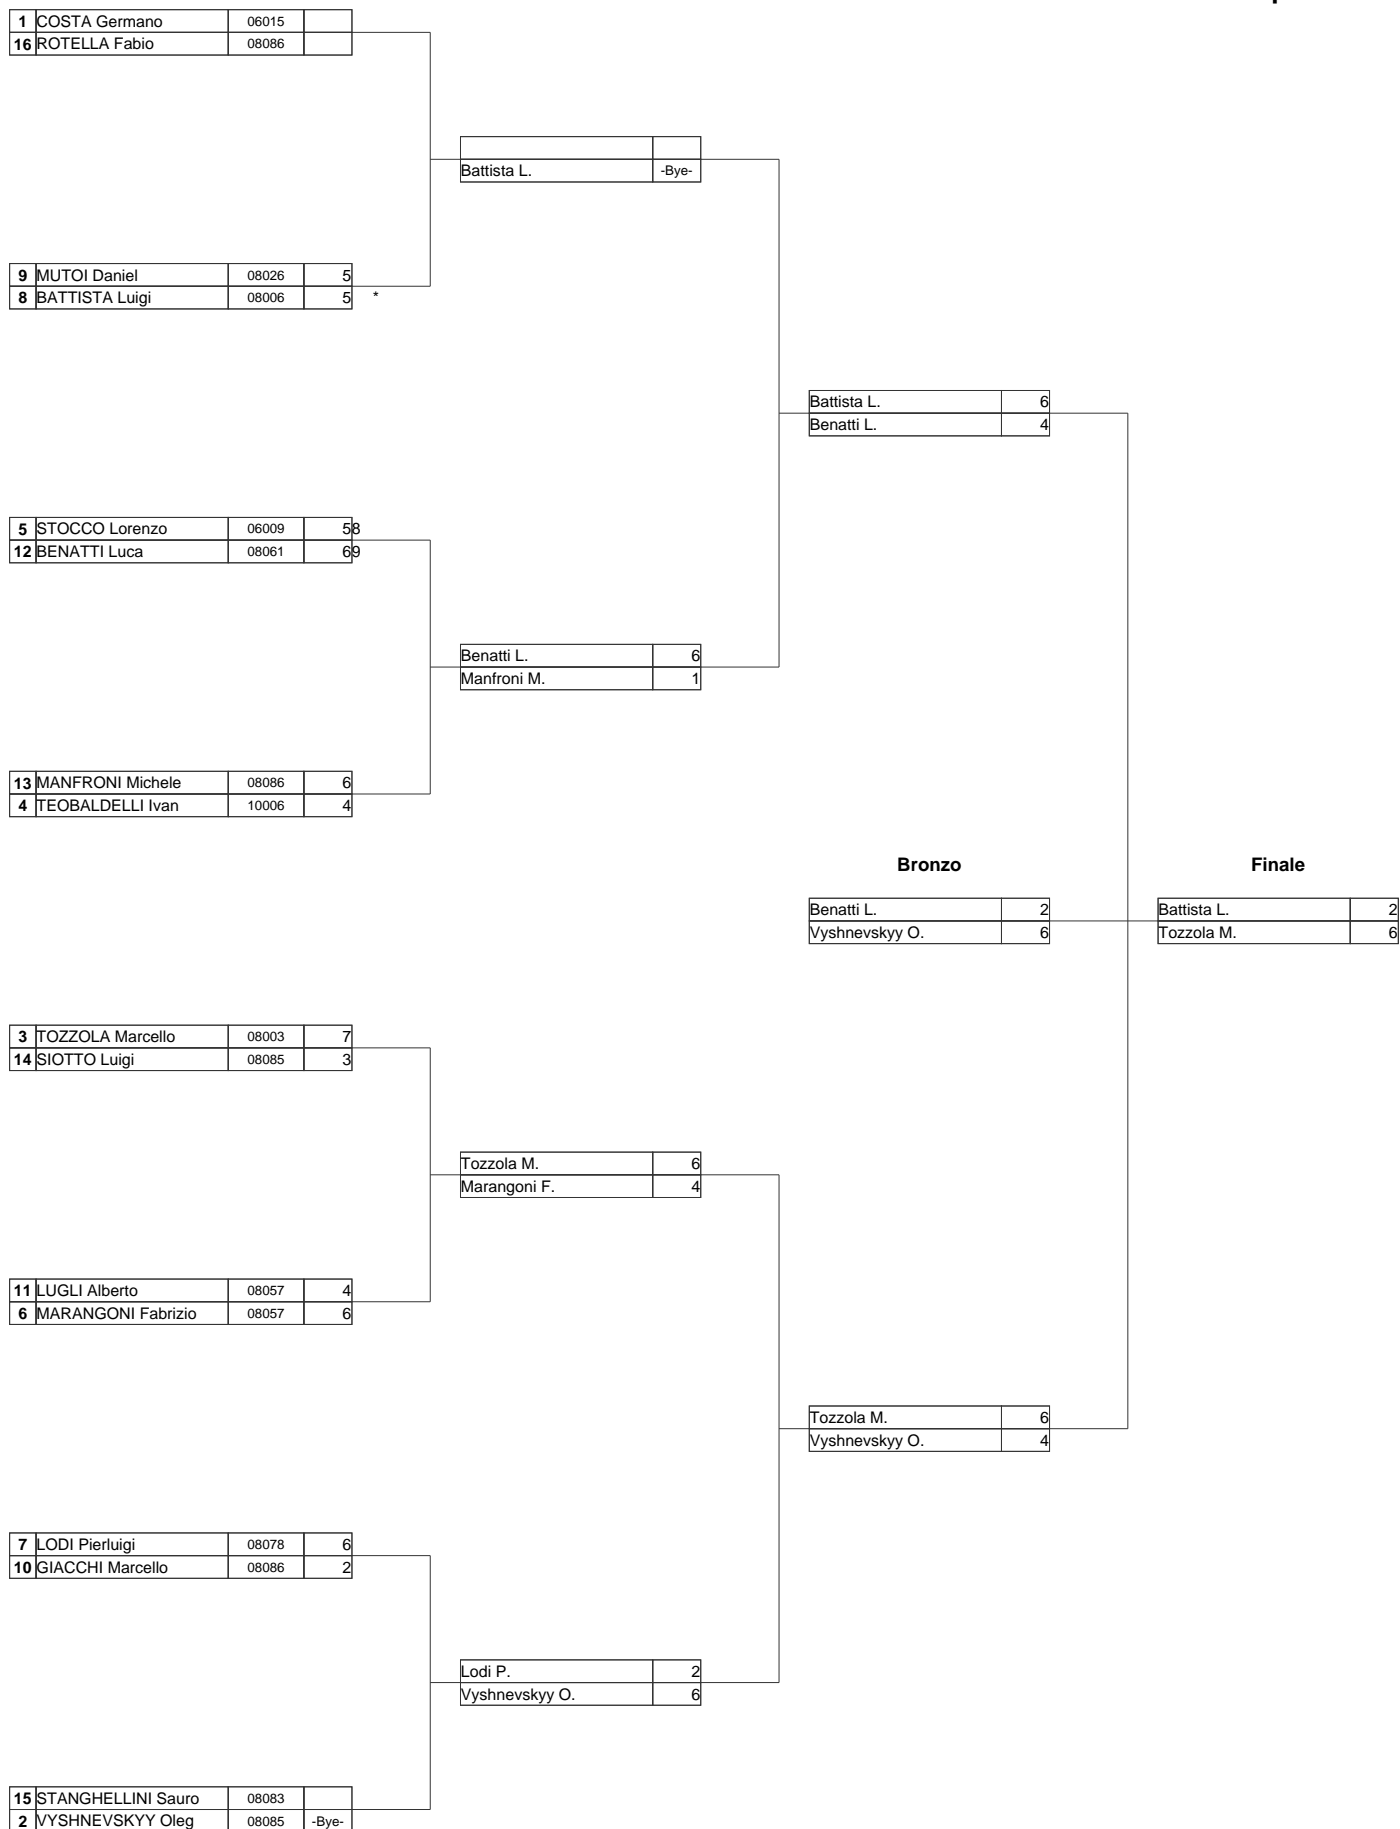 1 COSTA Germano 06015
16 ROTELLA Fabio 08086
Battista L. -Bye-
9 MUTOI Daniel 08026 5
8 BATTISTA Luigi 08006 5 *
Battista L. 6
Benatti L. 4
5 STOCCO Lorenzo 06009 58
12 BENATTI Luca 08061 69
Benatti L. 6
Manfroni M. 1
13 MANFRONI Michele 08086 6
4 TEOBALDELLI Ivan 10006 4
Bronzo Finale
Benatti L. 2 Battista L. 2
Vyshnevskyy O. 6 Tozzola M. 6
3 TOZZOLA Marcello 08003 7
14 SIOTTO Luigi 08085 3
Tozzola M. 6
Marangoni F. 4
11 LUGLI Alberto 08057 4
6 MARANGONI Fabrizio 08057 6
Tozzola M. 6
Vyshnevskyy O. 4
7 LODI Pierluigi 08078 6
10 GIACCHI Marcello 08086 2
Lodi P. 2
Vyshnevskyy O. 6
15 STANGHELLINI Sauro 08083
2 VYSHNEVSKYY Oleg 08085 -Bye-